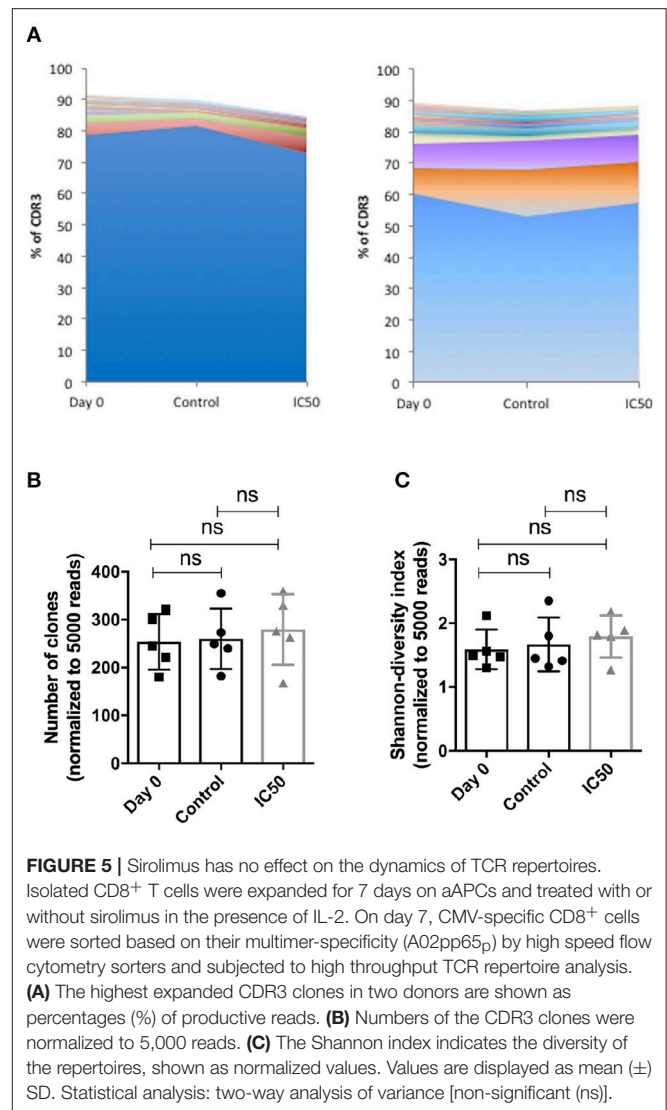 A
100
90
80
70
60
50
40
30
20
10
0
% of CDR3
Day 0 Control IC50
100
90
80
70
60
50
40
30
20
10
0
% of CDR3
Day 0 Control IC50
B
ns
ns
ns
400
300
200
100
0
Number of clones
(normalized to 5000 reads)
Day 0 Control IC50
C
ns
ns
ns
3
2
1
0
Shannon-diversity index
(normalized to 5000 reads)
Day 0 Control IC50
FIGURE 5 | Sirolimus has no effect on the dynamics of TCR repertoires.
Isolated CD8+ T cells were expanded for 7 days on aAPCs and treated with or
without sirolimus in the presence of IL-2. On day 7, CMV-specific CD8+ cells
were sorted based on their multimer-specificity (A02pp65p) by high speed flow
cytometry sorters and subjected to high throughput TCR repertoire analysis.
(A) The highest expanded CDR3 clones in two donors are shown as
percentages (%) of productive reads. (B) Numbers of the CDR3 clones were
normalized to 5,000 reads. (C) The Shannon index indicates the diversity of
the repertoires, shown as normalized values. Values are displayed as mean (±)
SD. Statistical analysis: two-way analysis of variance [non-significant (ns)].